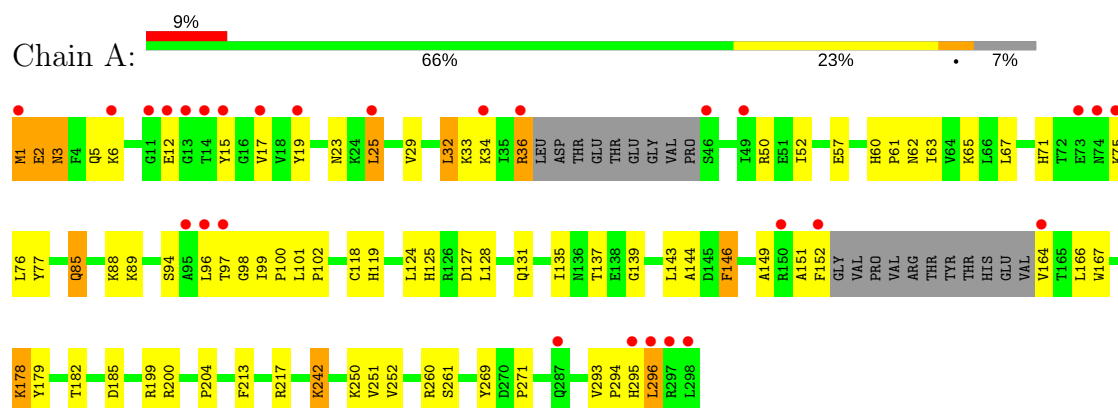 9%
Chain A:
66% 23% • 7%
M1 E2 N3 F4 Q5 K6 G11 E12 G13 T14 Y15 G16 V17 V18 Y19 N23 K24 L25 V29 L32 K33 K34 I35 R36 LEU ASP THR GLU THR GLU GLY VAL PRO S46 I49 R50 E51 I52 E57 H60 P61 N62 I63 V64 K65 L66 L67 H71 T72 E73 N74 K75
L76 Y77 Q85 K88 K89 S94 A95 L96 T97 G98 I99 P100 L101 P102 C118 H119 L124 H125 R126 D127 L128 Q131 I135 N136 T137 E138 G139 L143 A144 D145 F146 A149 R150 A151 F152 GLY VAL PRO VAL ARG THR TYR THR HIS GLU VAL V164 T165 L166 W167
K178 Y179 T182 D185 R199 R200 P204 F213 R217 K242 K250 V251 V252 R260 S261 Y269 D270 P271 Q287 V293 P294 H295 L296 R297 L298